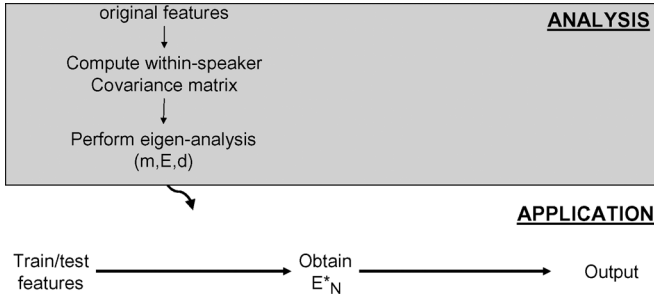 original features
ANALYSIS
Compute within-speaker
Covariance matrix
Perform eigen-analysis
(m,E,d)
APPLICATION
Train/test
features
Obtain
E*N
Output